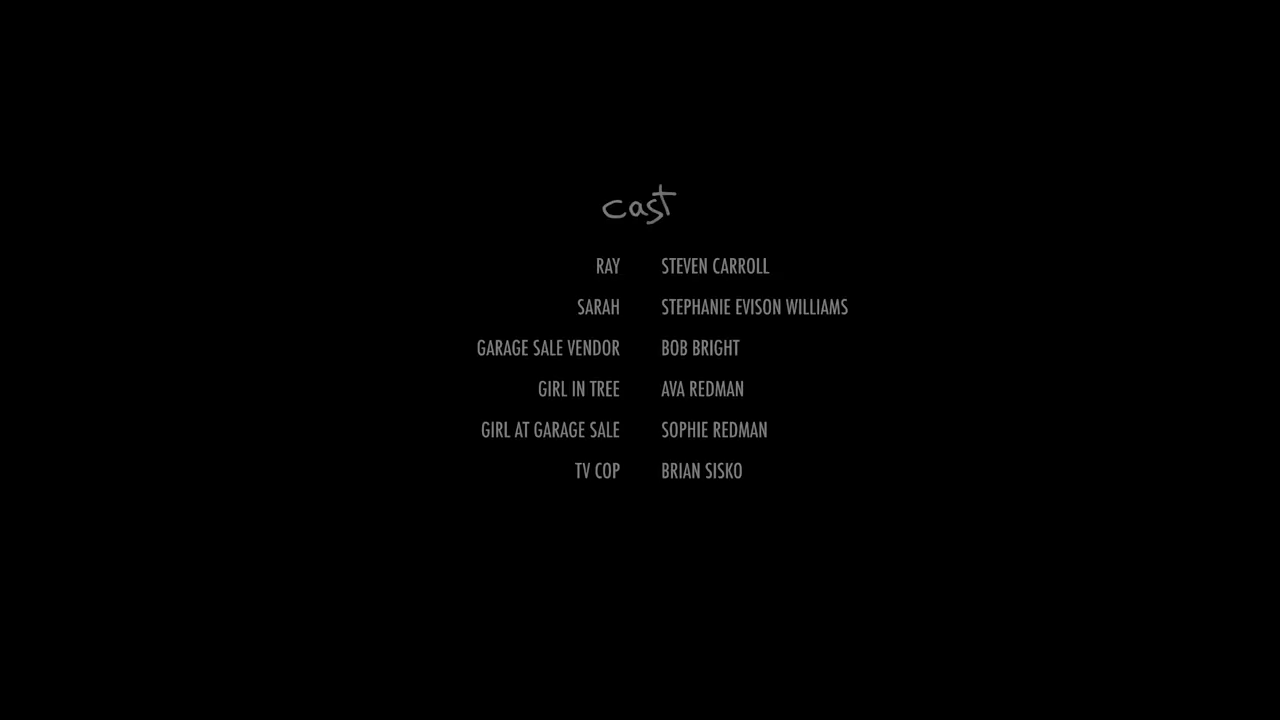 cast
RAY STEVEN CARROLL
SARAH STEPHANIE EVISON WILLIAMS
GARAGE SALE VENDOR BOB BRIGHT
GIRL IN TREE AVA REDMAN
GIRL AT GARAGE SALE SOPHIE REDMAN
TV COP BRIAN SISKO